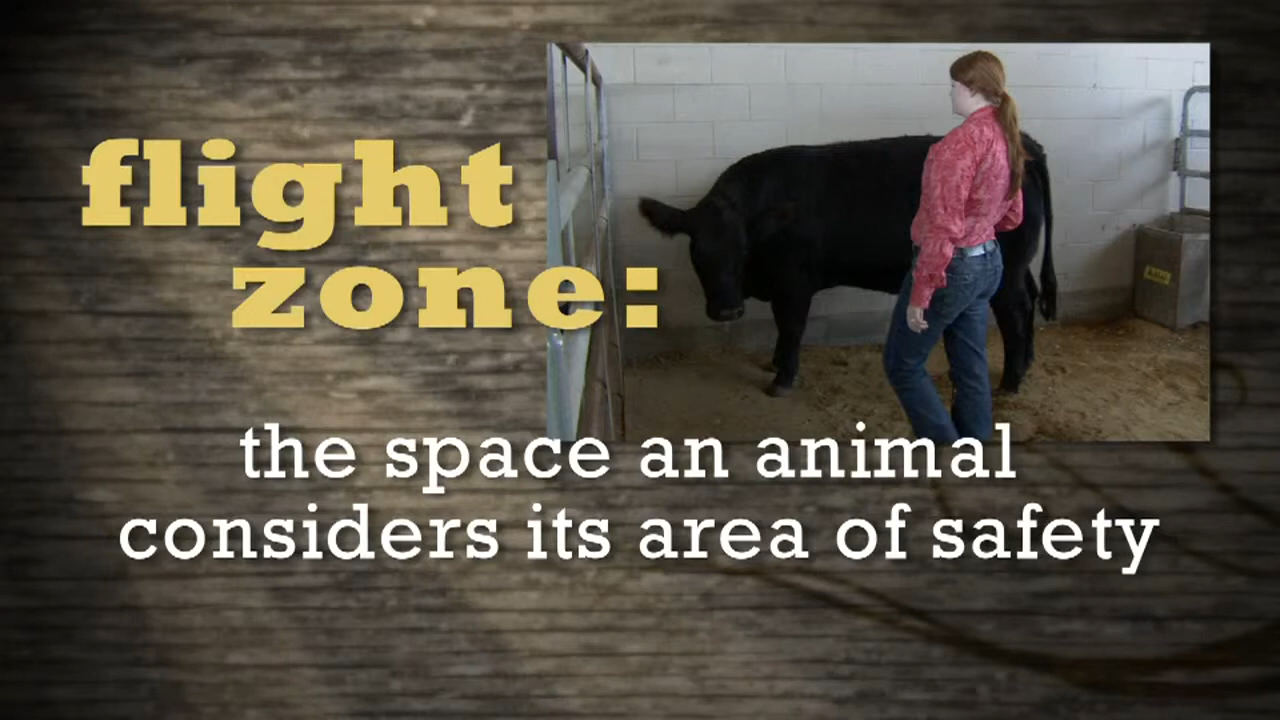 flight
zone:
the space an animal
considers its area of safety